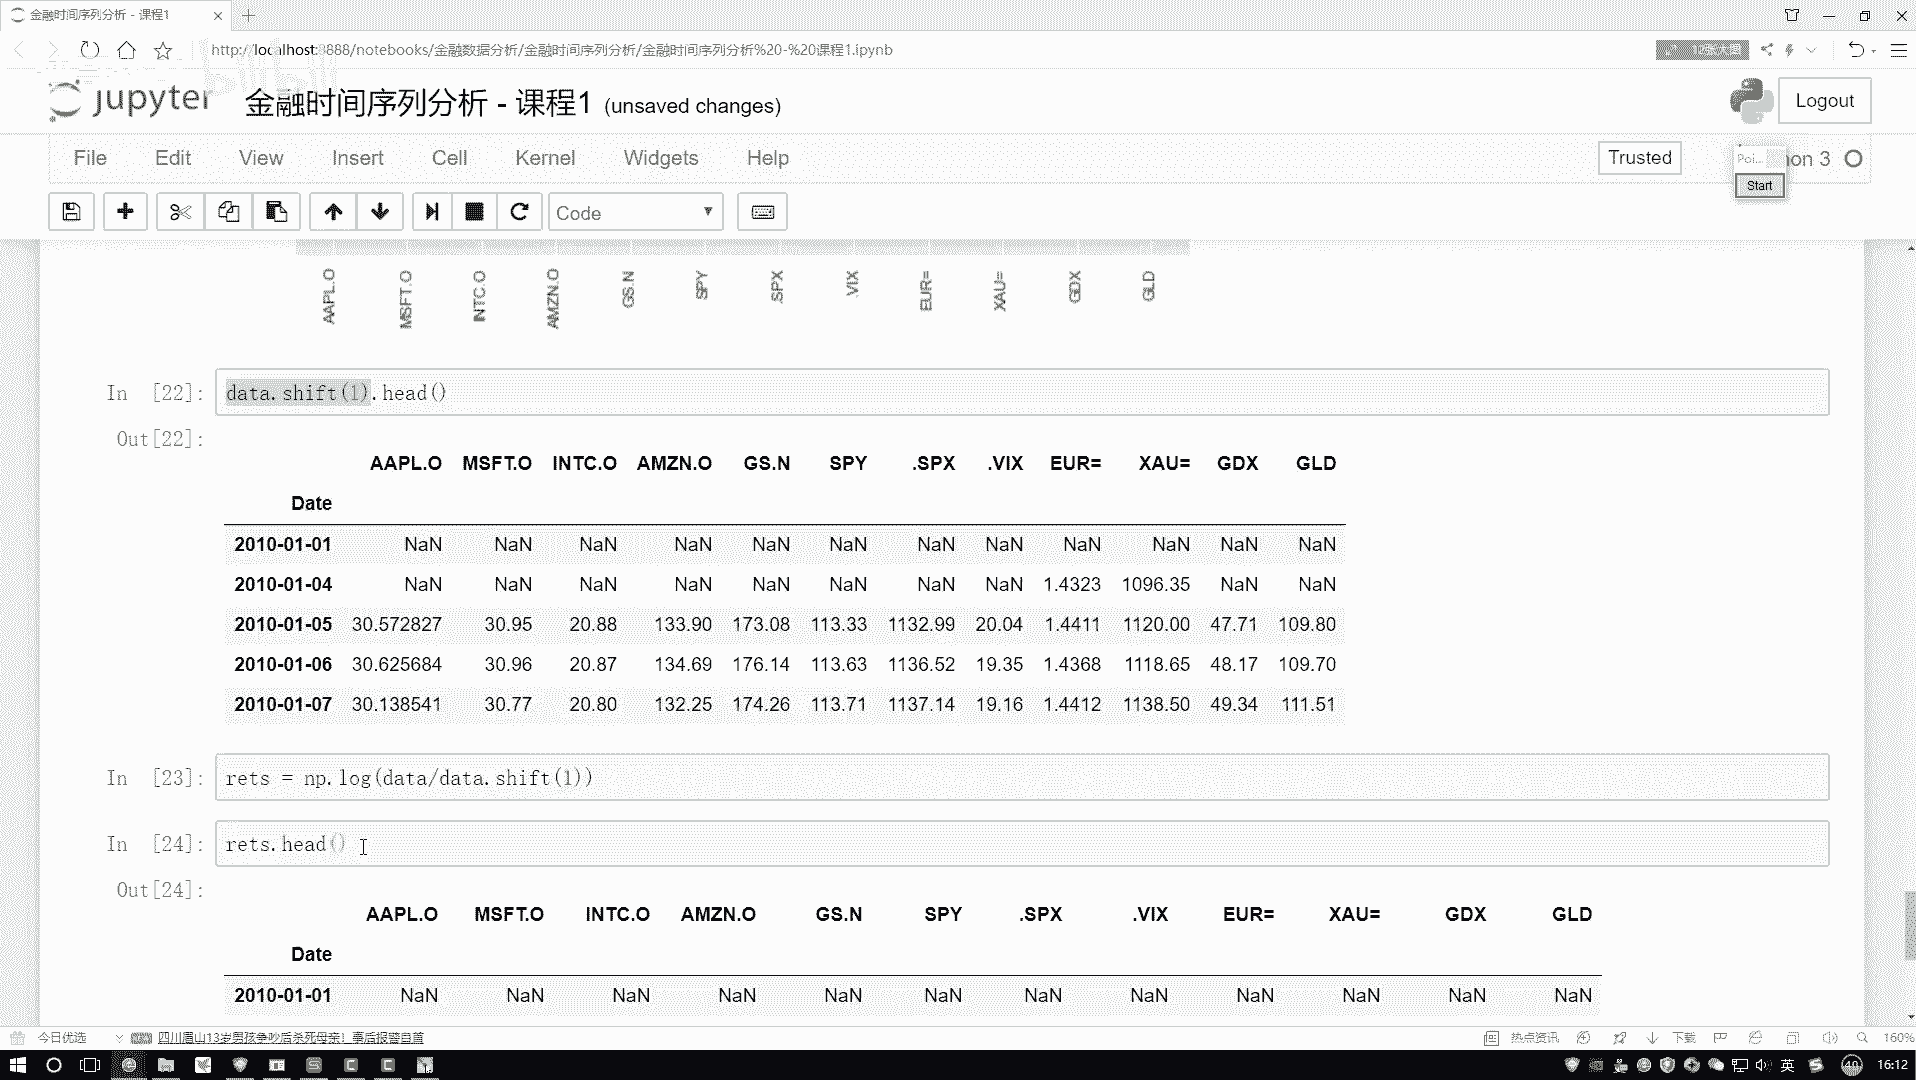 金融时间序列分析 - 课程1
http://localhost:8888/notebooks/金融数据分析/金融时间序列分析/金融时间序列分析%20-%20课程1.ipynb
bilibili
jupyter 金融时间序列分析 - 课程1 (unsaved changes)
Logout
File Edit View Insert Cell Kernel Widgets Help
Trusted
Poi...
hon 3
Start
Code
AAPL.O MSFT.O INTC.O AMZN.O GS.N SPY .SPX .VIX EUR= XAU= GDX GLD
In [22]: data.shift(1).head()
Out[22]:
AAPL.O MSFT.O INTC.O AMZN.O GS.N SPY .SPX .VIX EUR= XAU= GDX GLD
Date
2010-01-01 NaN NaN NaN NaN NaN NaN NaN NaN NaN NaN NaN NaN
2010-01-04 NaN NaN NaN NaN NaN NaN NaN NaN 1.4323 1096.35 NaN NaN
2010-01-05 30.572827 30.95 20.88 133.90 173.08 113.33 1132.99 20.04 1.4411 1120.00 47.71 109.80
2010-01-06 30.625684 30.96 20.87 134.69 176.14 113.63 1136.52 19.35 1.4368 1118.65 48.17 109.70
2010-01-07 30.138541 30.77 20.80 132.25 174.26 113.71 1137.14 19.16 1.4412 1138.50 49.34 111.51
In [23]: rets = np.log(data/data.shift(1))
In [24]: rets.head()
Out[24]:
AAPL.O MSFT.O INTC.O AMZN.O GS.N SPY .SPX .VIX EUR= XAU= GDX GLD
Date
2010-01-01 NaN NaN NaN NaN NaN NaN NaN NaN NaN NaN NaN NaN
今日优选
四川眉山13岁男孩争吵后杀死母亲！事后报警自首
热点资讯
下载
160%
英
40
16:12